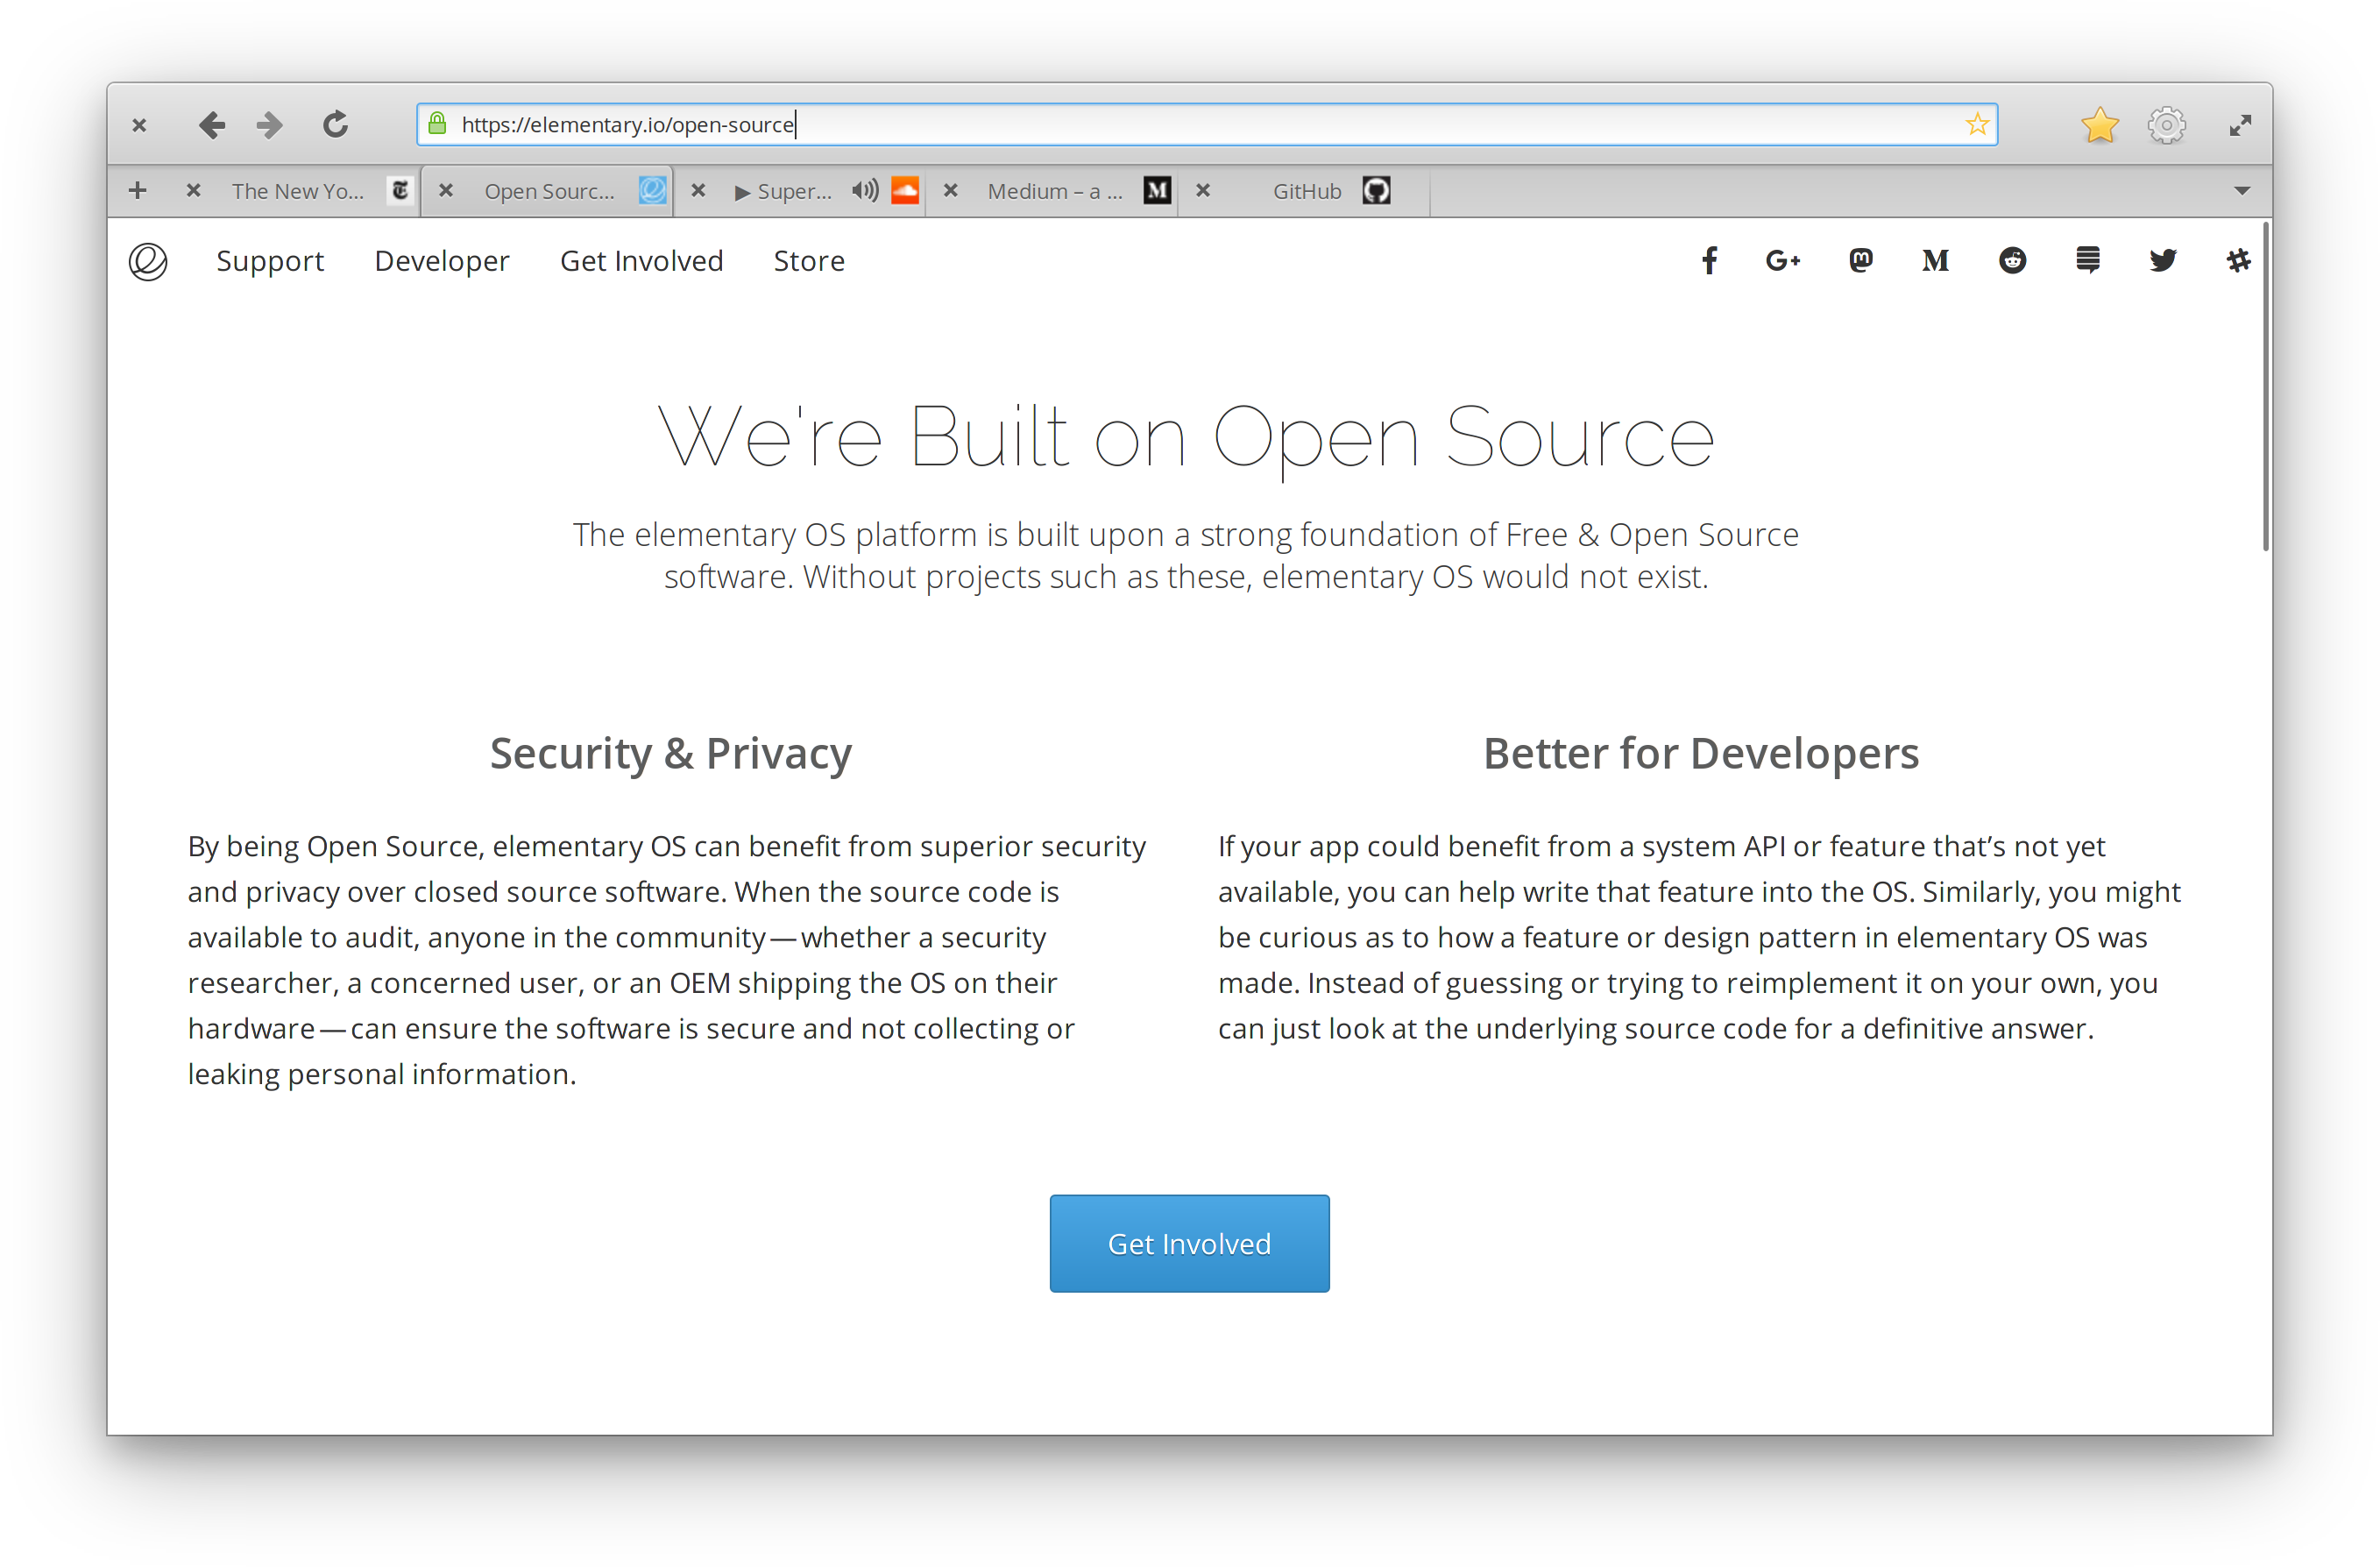 https://elementary.io/open-source
The New Yo...
Open Sourc...
▶ Super...
Medium – a ...
GitHub
Support
Developer
Get Involved
Store
We're Built on Open Source
The elementary OS platform is built upon a strong foundation of Free & Open Source
software. Without projects such as these, elementary OS would not exist.
Security & Privacy
By being Open Source, elementary OS can benefit from superior security
and privacy over closed source software. When the source code is
available to audit, anyone in the community — whether a security
researcher, a concerned user, or an OEM shipping the OS on their
hardware — can ensure the software is secure and not collecting or
leaking personal information.
Better for Developers
If your app could benefit from a system API or feature that’s not yet
available, you can help write that feature into the OS. Similarly, you might
be curious as to how a feature or design pattern in elementary OS was
made. Instead of guessing or trying to reimplement it on your own, you
can just look at the underlying source code for a definitive answer.
Get Involved